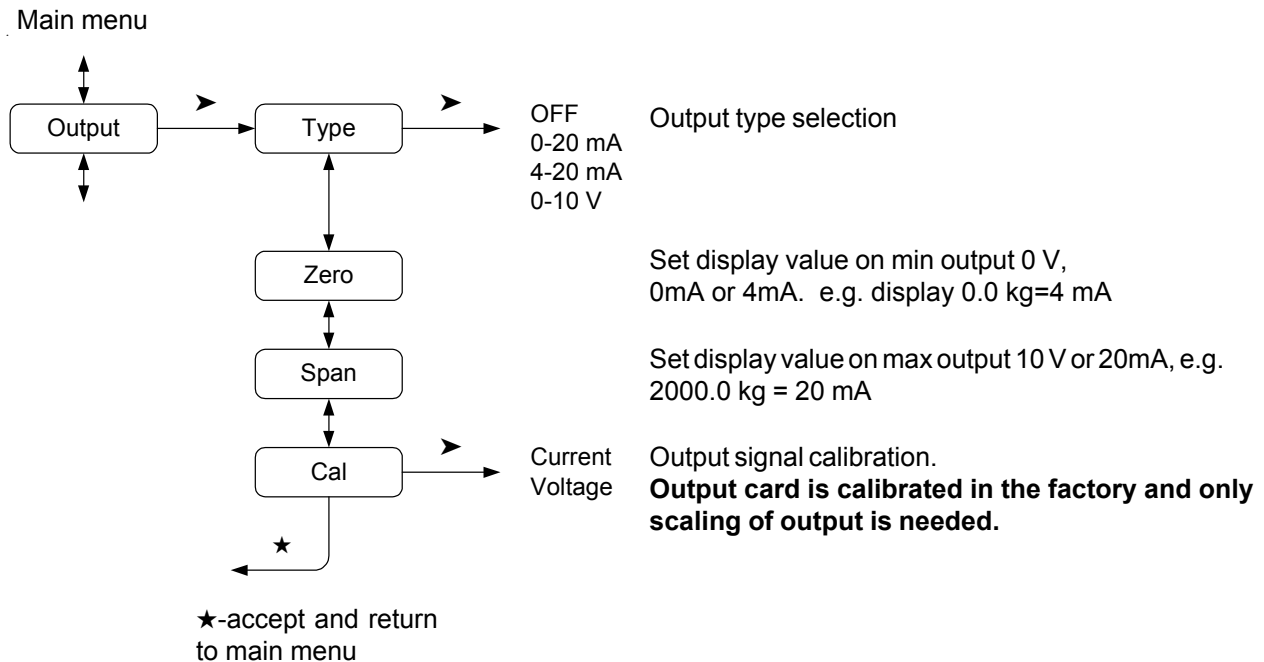 Main menu
Output
Type
OFF
0-20 mA
4-20 mA
0-10 V
Output type selection
Zero
Set display value on min output 0 V,
0mA or 4mA. e.g. display 0.0 kg=4 mA
Span
Set display value on max output 10 V or 20mA, e.g.
2000.0 kg = 20 mA
Cal
Current
Voltage
Output signal calibration.
Output card is calibrated in the factory and only
scaling of output is needed.
★
★-accept and return
to main menu